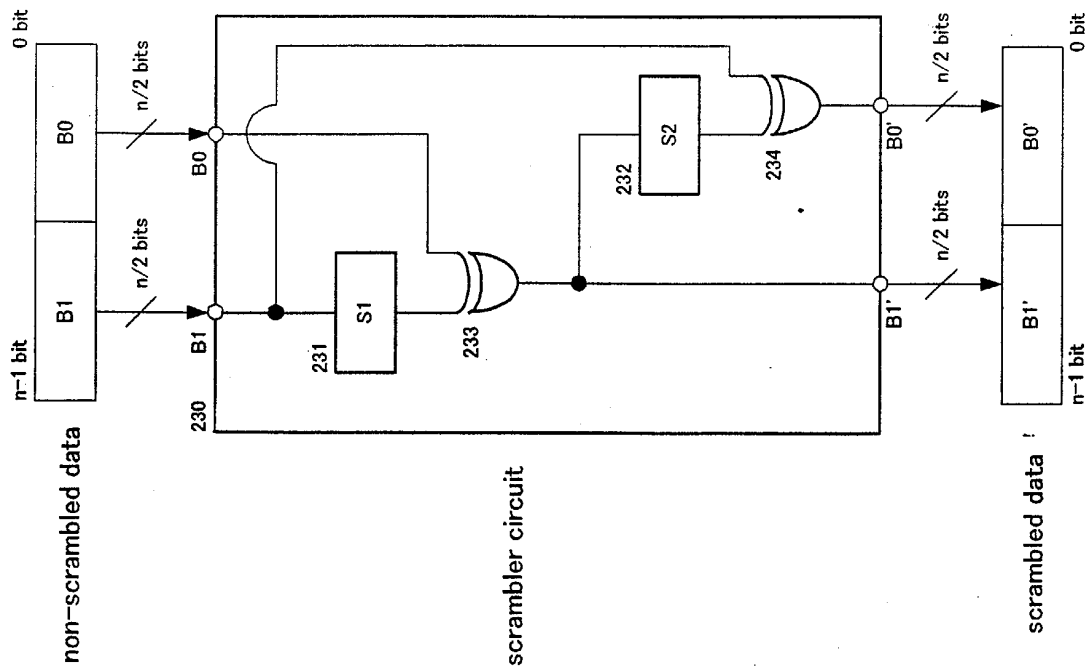 non-scrambled data
n-1 bit
0 bit
B1
B0
n/2 bits
n/2 bits
230
B1
B0
scrambler circuit
231
S1
233
232
S2
234
B1'
B0'
n/2 bits
n/2 bits
scrambled data
B1'
B0'
n-1 bit
0 bit